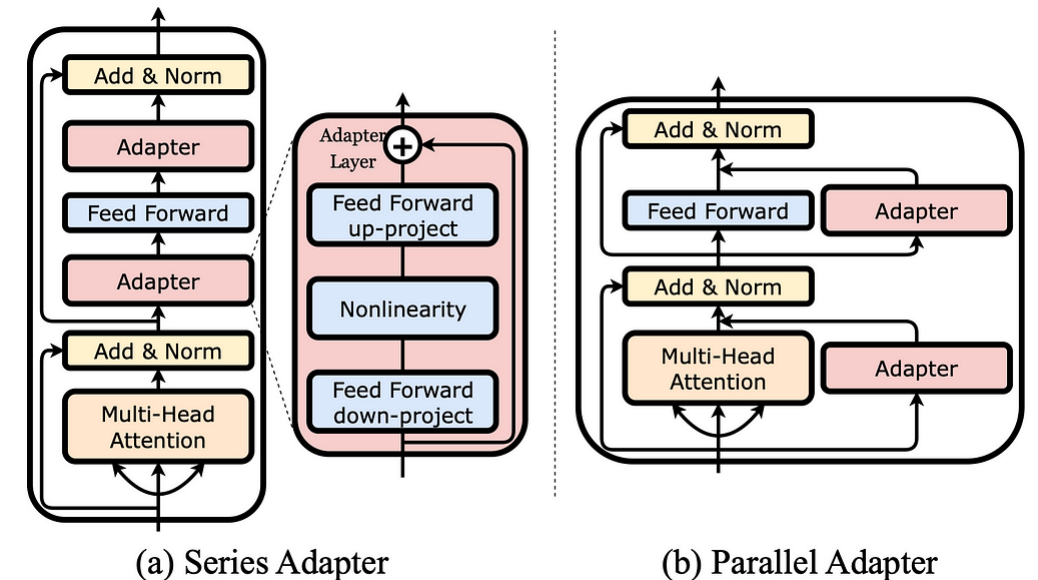 Add & Norm
Adapter
Feed Forward
Adapter
Add & Norm
Multi-Head
Attention
Adapter
Layer
+
Feed Forward
up-project
Nonlinearity
Feed Forward
down-project
(a) Series Adapter
Add & Norm
Feed Forward
Adapter
Add & Norm
Multi-Head
Attention
Adapter
(b) Parallel Adapter